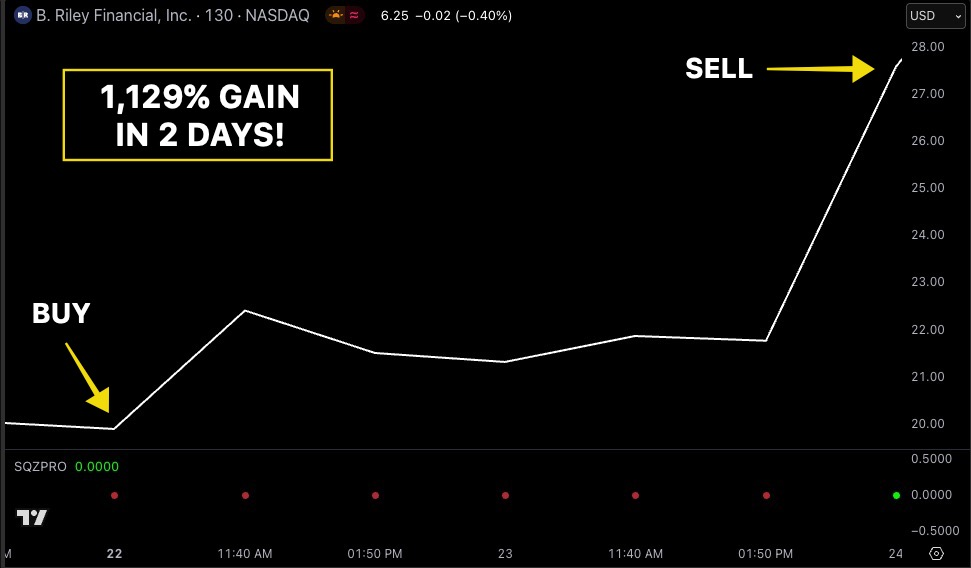 B. Riley Financial, Inc. · 130 · NASDAQ 6.25 −0.02 (−0.40%)
USD
28.00
1,129% GAIN
IN 2 DAYS!
SELL
27.00
26.00
25.00
24.00
23.00
BUY
22.00
21.00
20.00
SQZPRO 0.0000
0.5000
0.0000
−0.5000
M 22 11:40 AM 01:50 PM 23 11:40 AM 01:50 PM 24